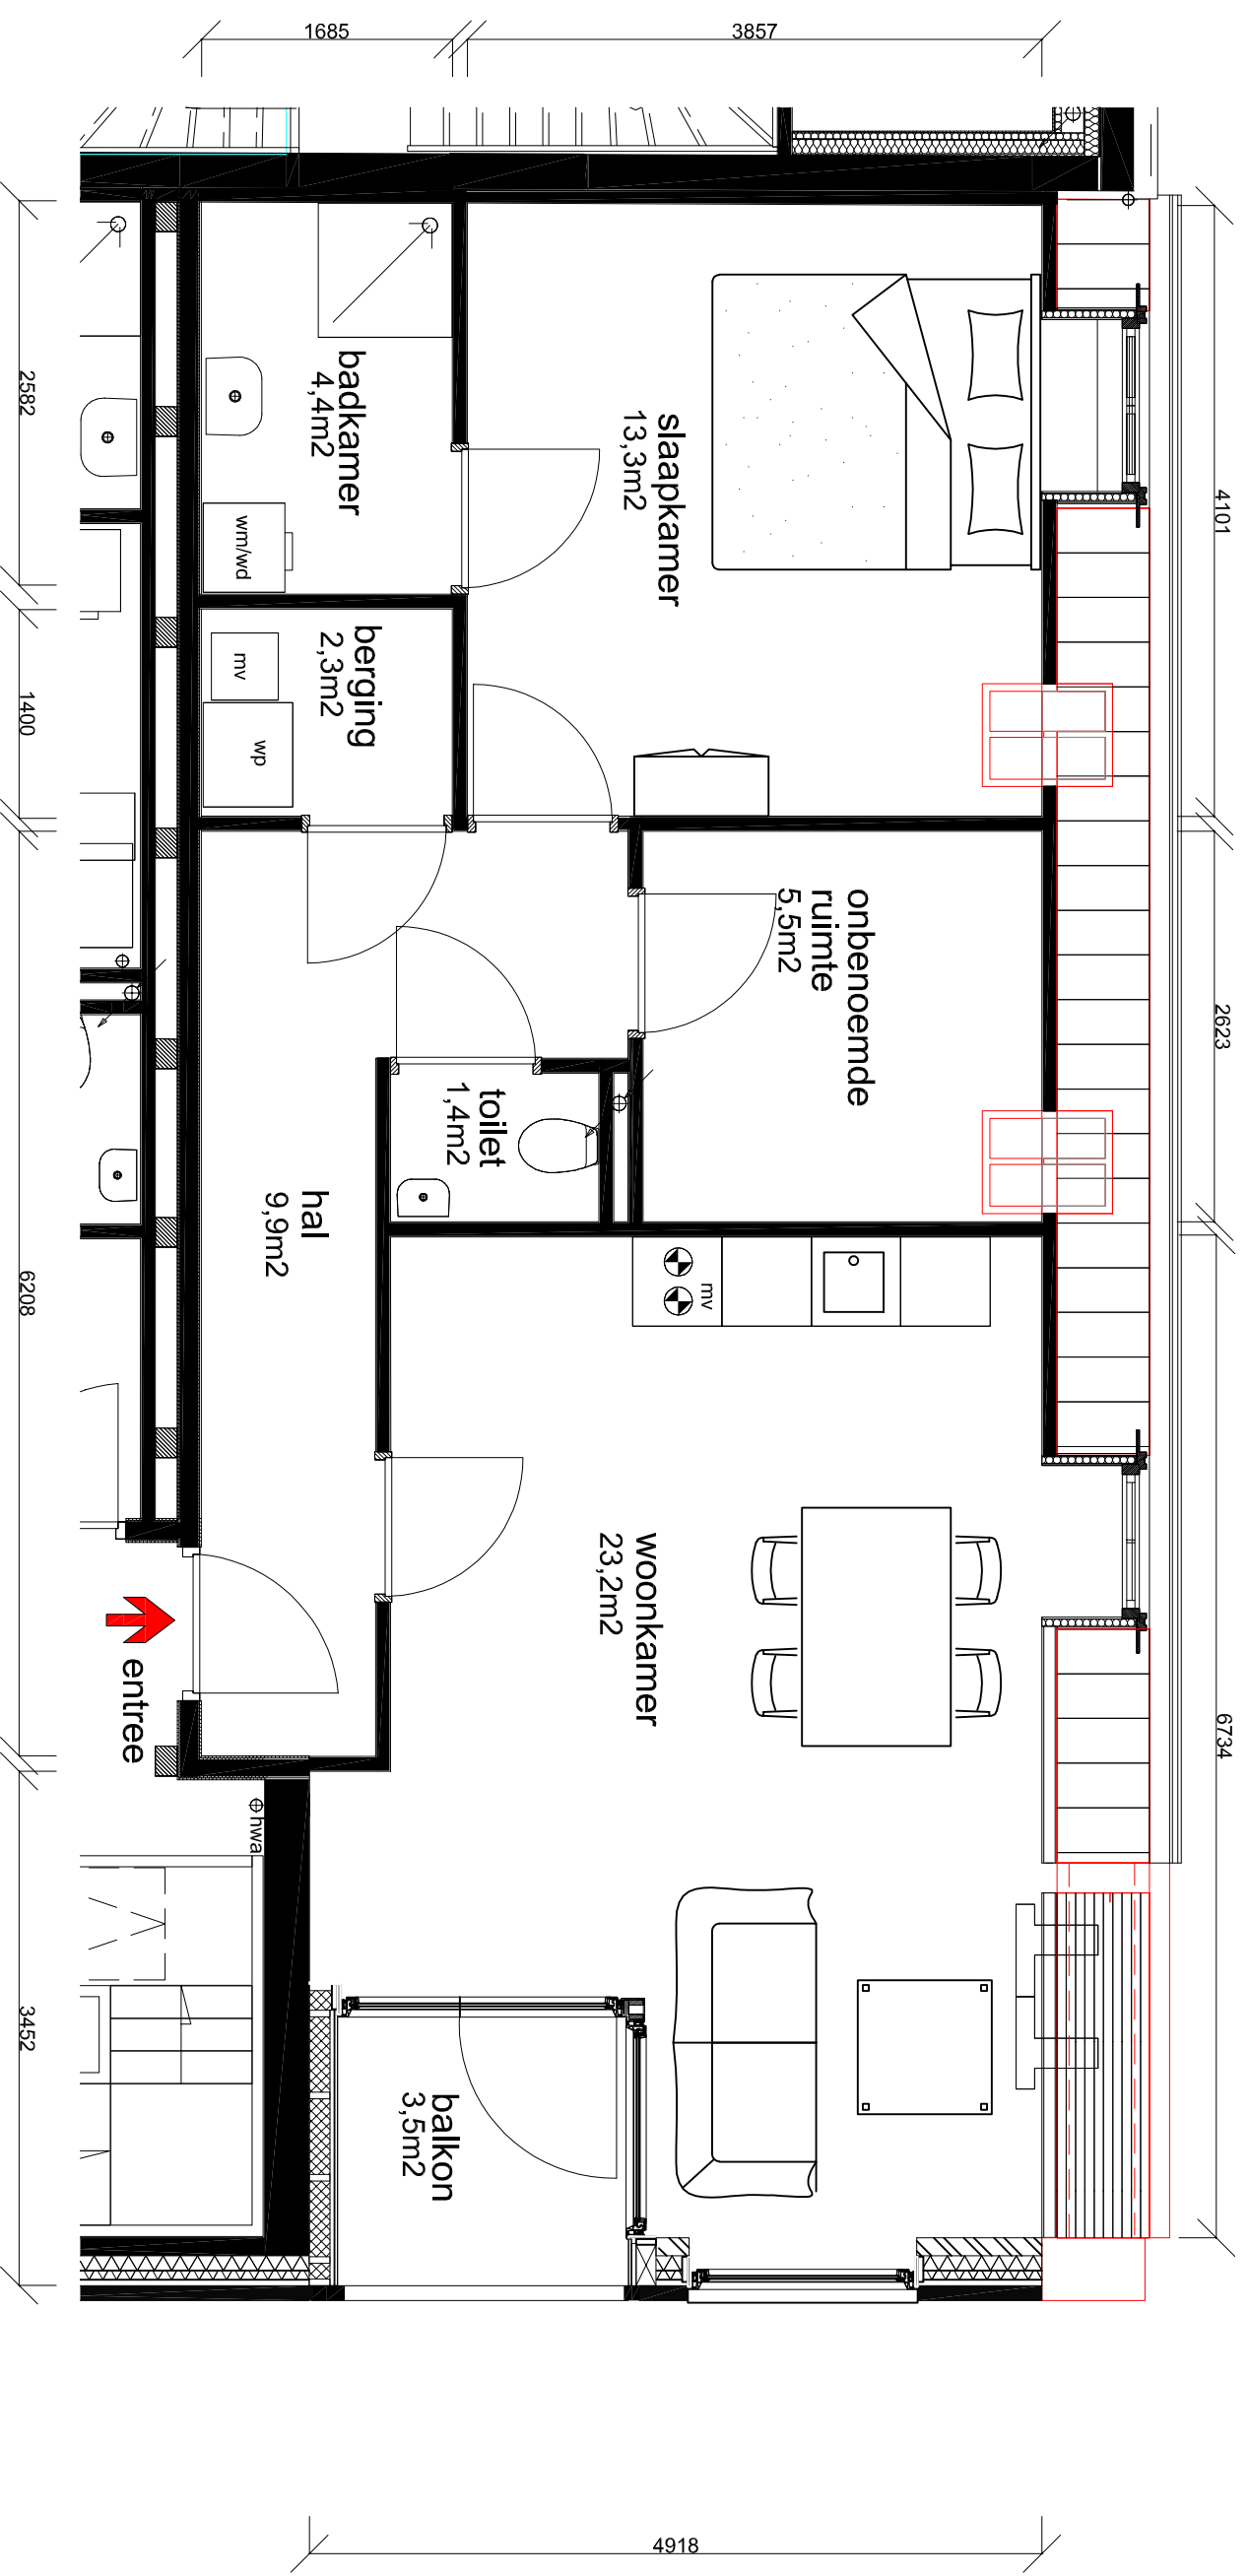 1685
3857
2582
1400
6208
3452
4101
2623
6734
4918
badkamer
4,4m2
wm/wd
slaapkamer
13,3m2
berging
2,3m2
mv
wp
onbenoemde
ruimte
5,5m2
toilet
1,4m2
hal
9,9m2
mv
woonkamer
23,2m2
entree
hwa
balkon
3,5m2